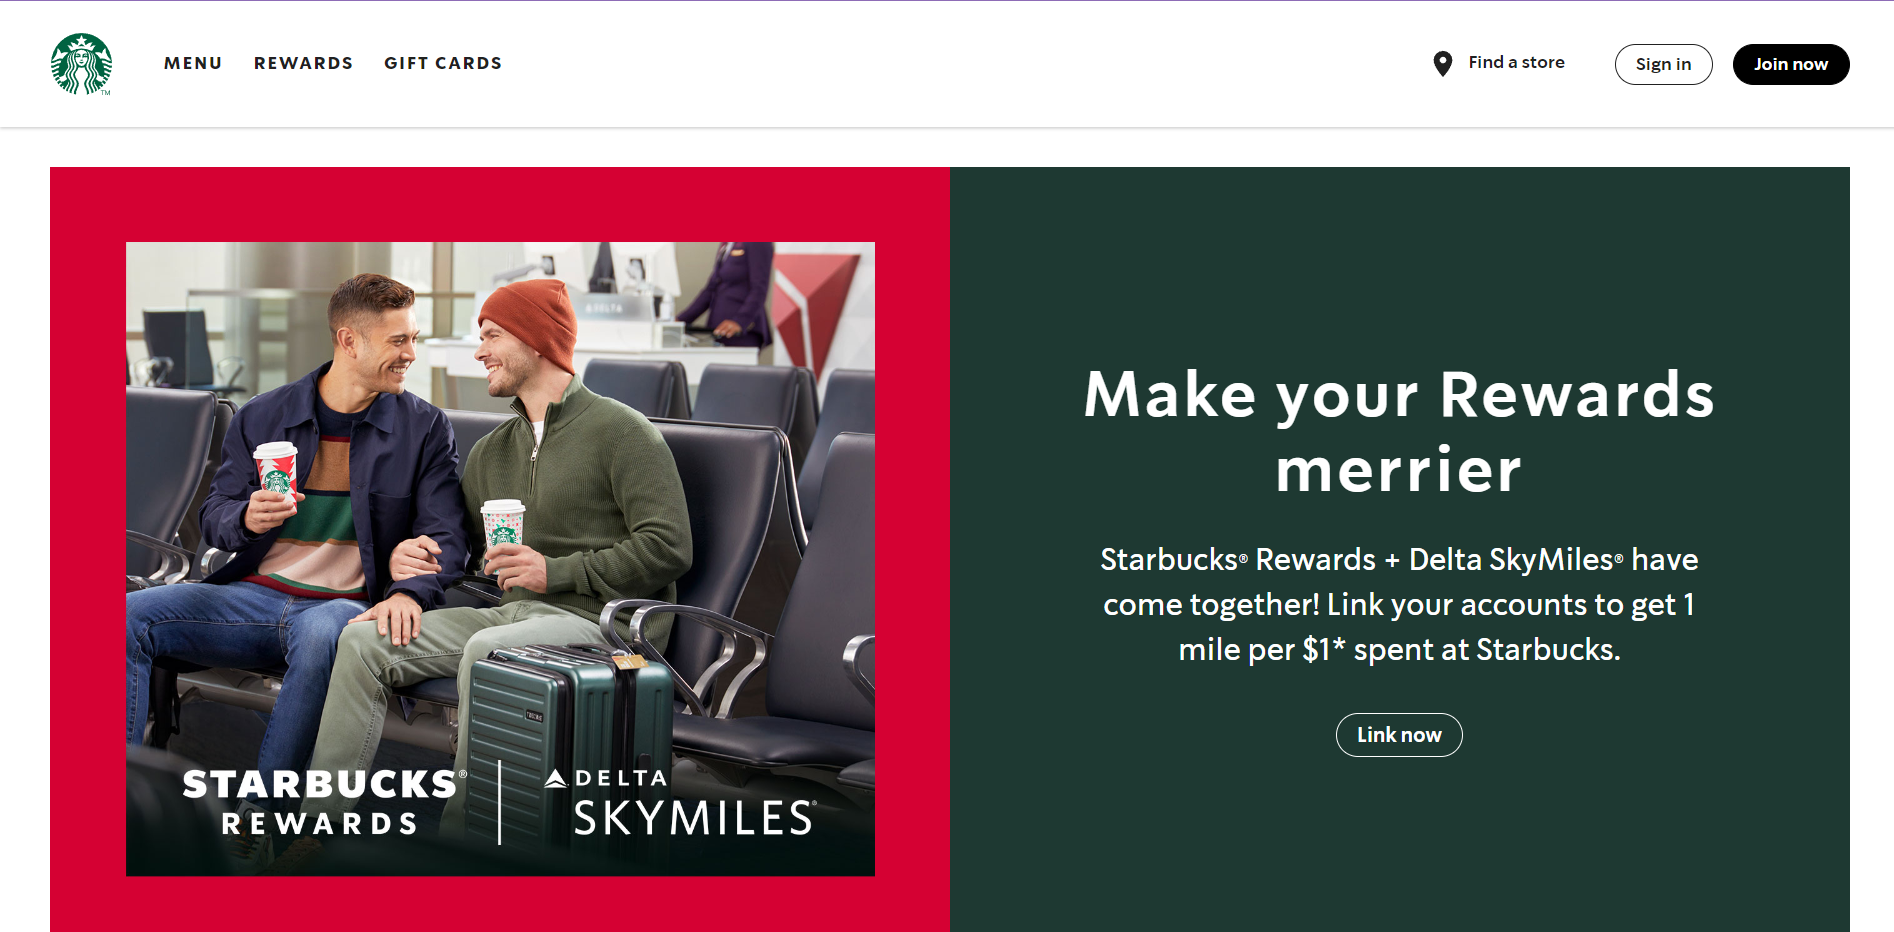 MENU
REWARDS
GIFT CARDS
Find a store
Sign in
Join now
TM
DELTA
STARBUCKS®
REWARDS
DELTA
SKYMILES®
Make your Rewards
merrier
Starbucks® Rewards + Delta SkyMiles® have
come together! Link your accounts to get 1
mile per $1* spent at Starbucks.
Link now